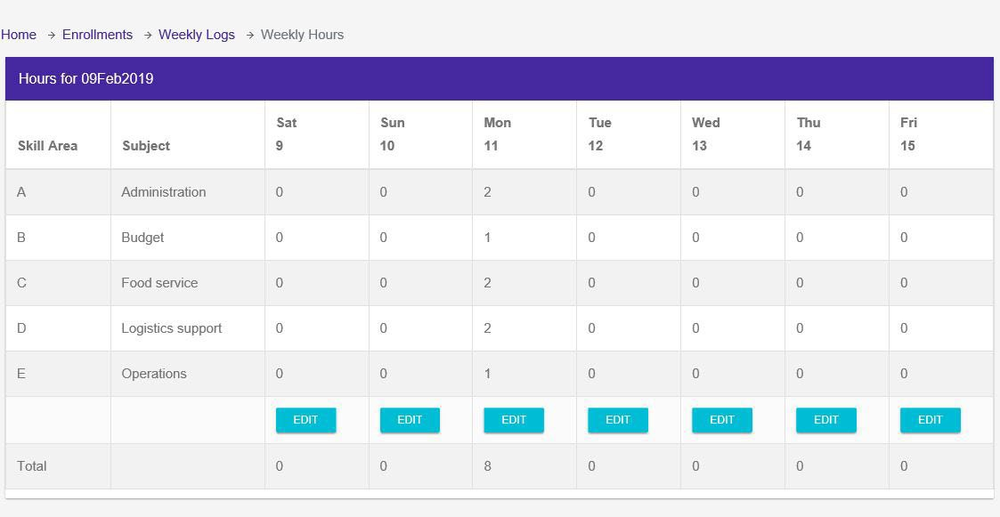 Home → Enrollments → Weekly Logs → Weekly Hours
Hours for 09Feb2019
Sat Sun Mon Tue Wed Thu Fri
Skill Area Subject 9 10 11 12 13 14 15
A Administration 0 0 2 0 0 0 0
B Budget 0 0 1 0 0 0 0
C Food service 0 0 2 0 0 0 0
D Logistics support 0 0 2 0 0 0 0
E Operations 0 0 1 0 0 0 0
EDIT EDIT EDIT EDIT EDIT EDIT EDIT
Total 0 0 8 0 0 0 0